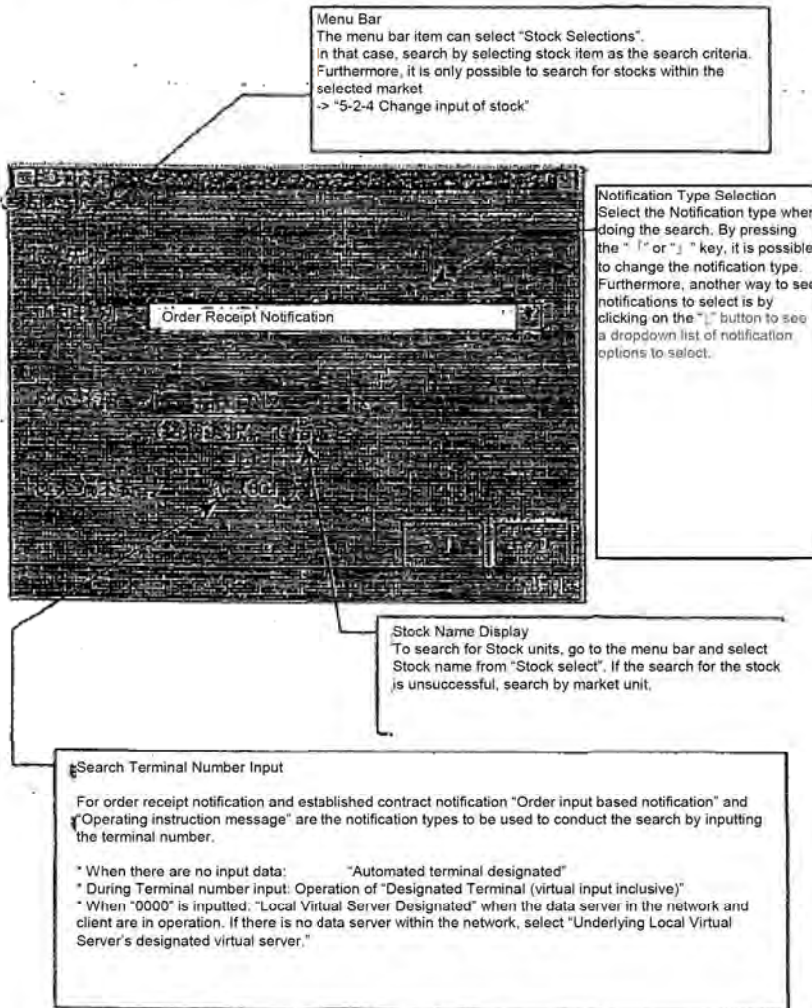 Menu Bar
The menu bar item can select “Stock Selections”.
In that case, search by selecting stock item as the search criteria.
Furthermore, it is only possible to search for stocks within the
selected market
-> “5-2-4 Change input of stock”
Notification Type Selection
Select the Notification type when
doing the search. By pressing
the “「” or “」” key, it is possible
to change the notification type.
Furthermore, another way to see
notifications to select is by
clicking on the “↓” button to see
a dropdown list of notification
options to select.
Order Receipt Notification
Stock Name Display
To search for Stock units, go to the menu bar and select
Stock name from “Stock select”. If the search for the stock
is unsuccessful, search by market unit.
Search Terminal Number Input
For order receipt notification and established contract notification “Order input based notification” and
“Operating instruction message” are the notification types to be used to conduct the search by inputting
the terminal number.
* When there are no input data: “Automated terminal designated”
* During Terminal number input: Operation of “Designated Terminal (virtual input inclusive)”
* When “0000” is inputted: “Local Virtual Server Designated” when the data server in the network and
client are in operation. If there is no data server within the network, select “Underlying Local Virtual
Server’s designated virtual server.”